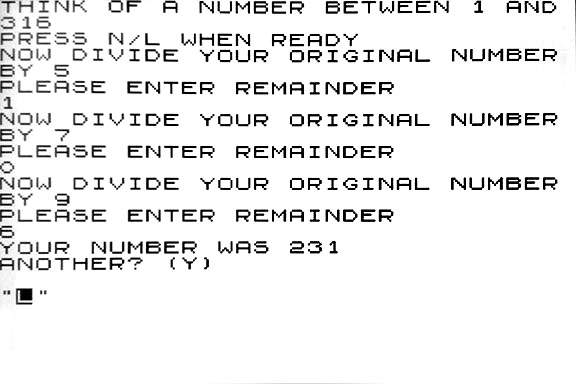 THINK OF A NUMBER BETWEEN 1 AND
316
PRESS N/L WHEN READY
NOW DIVIDE YOUR ORIGINAL NUMBER
BY 5
PLEASE ENTER REMAINDER
1
NOW DIVIDE YOUR ORIGINAL NUMBER
BY 7
PLEASE ENTER REMAINDER
0
NOW DIVIDE YOUR ORIGINAL NUMBER
BY 9
PLEASE ENTER REMAINDER
6
YOUR NUMBER WAS 231
ANOTHER? (Y)
"L"